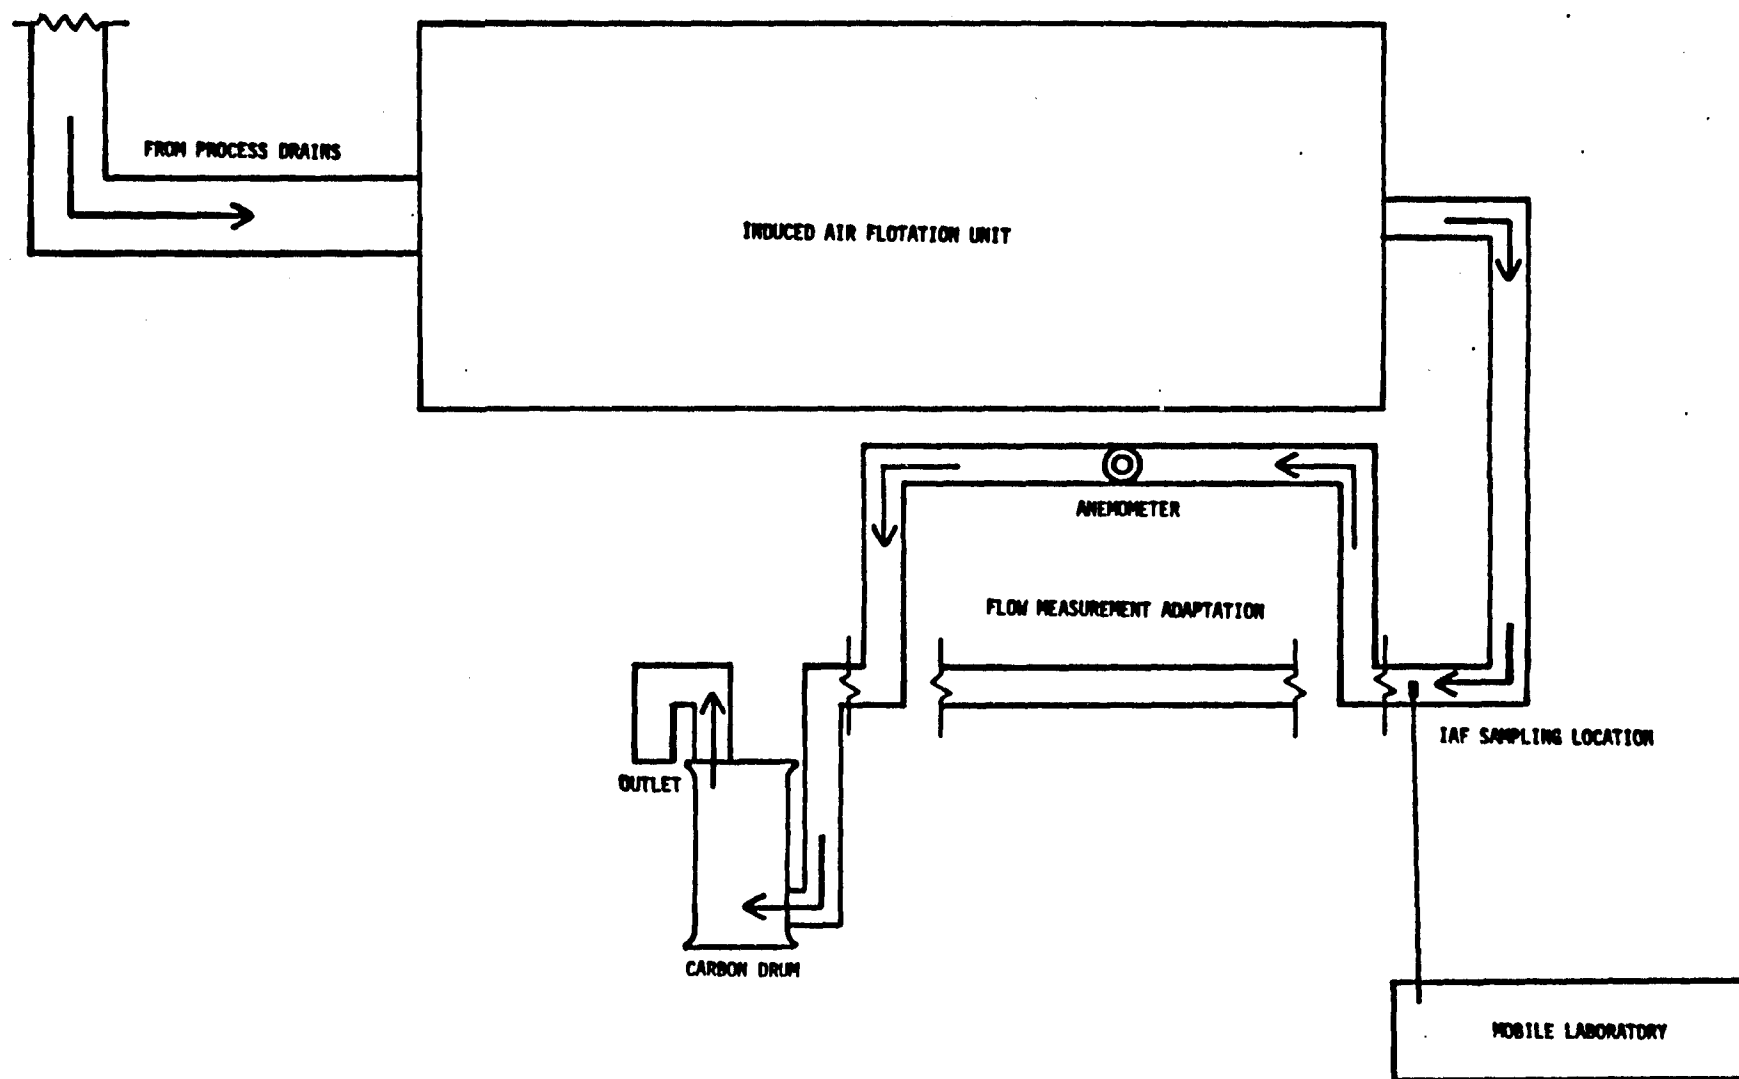 FROM PROCESS DRAINS
INDUCED AIR FLOTATION UNIT
ANEMOMETER
FLOW MEASUREMENT ADAPTATION
IAF SAMPLING LOCATION
OUTLET
CARBON DRUM
MOBILE LABORATORY